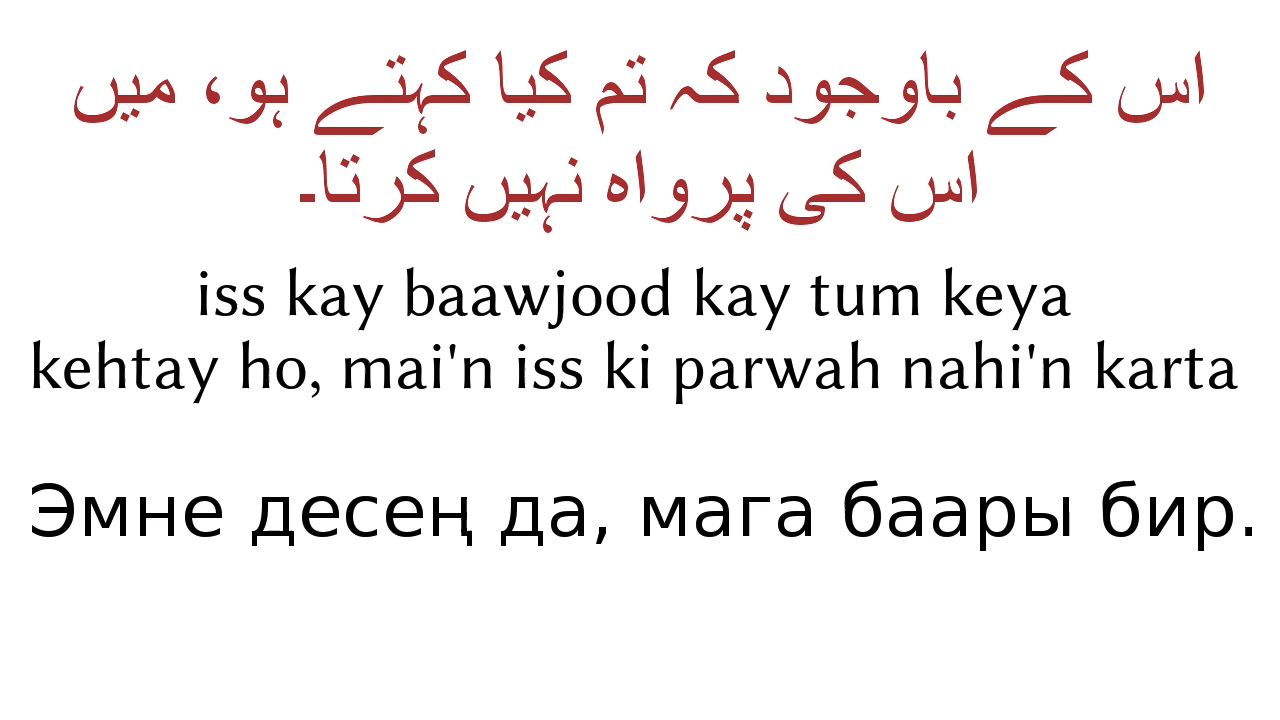 اس کے باوجود کہ تم کیا کہتے ہو، میں
اس کی پرواہ نہیں کرتا۔
iss kay baawjood kay tum keya
kehtay ho, mai'n iss ki parwah nahi'n karta
Эмне десең да, мага баары бир.